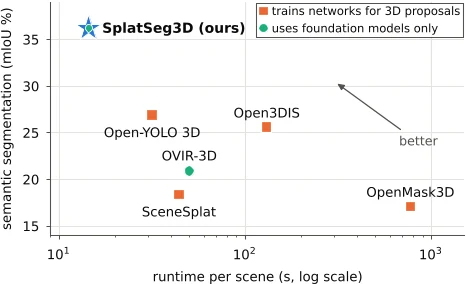 trains networks for 3D proposals
uses foundation models only
SplatSeg3D (ours)
Open3DIS
Open-YOLO 3D
better
OVIR-3D
OpenMask3D
SceneSplat
semantic segmentation (mIoU %)
35
30
25
20
15
10¹
10²
10³
runtime per scene (s, log scale)